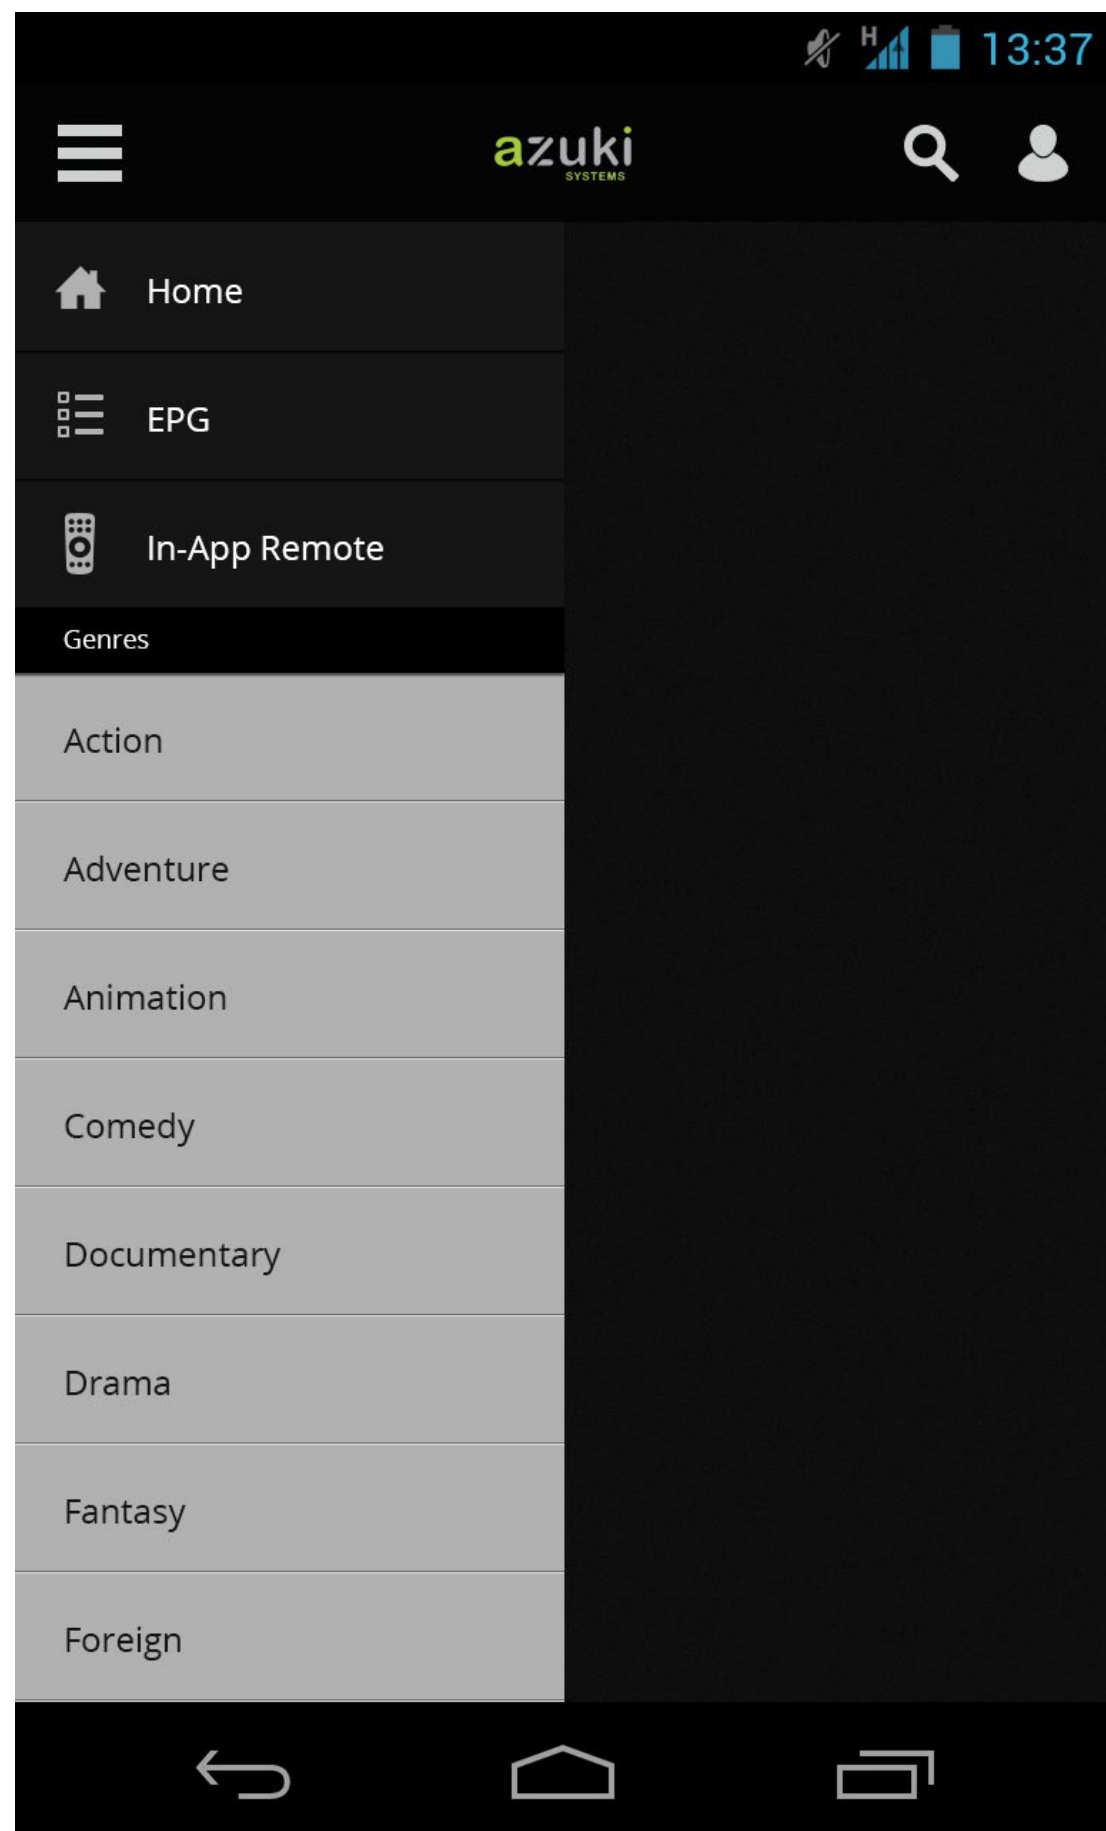 H 13:37
azuki
SYSTEMS
Home
EPG
In-App Remote
Genres
Action
Adventure
Animation
Comedy
Documentary
Drama
Fantasy
Foreign